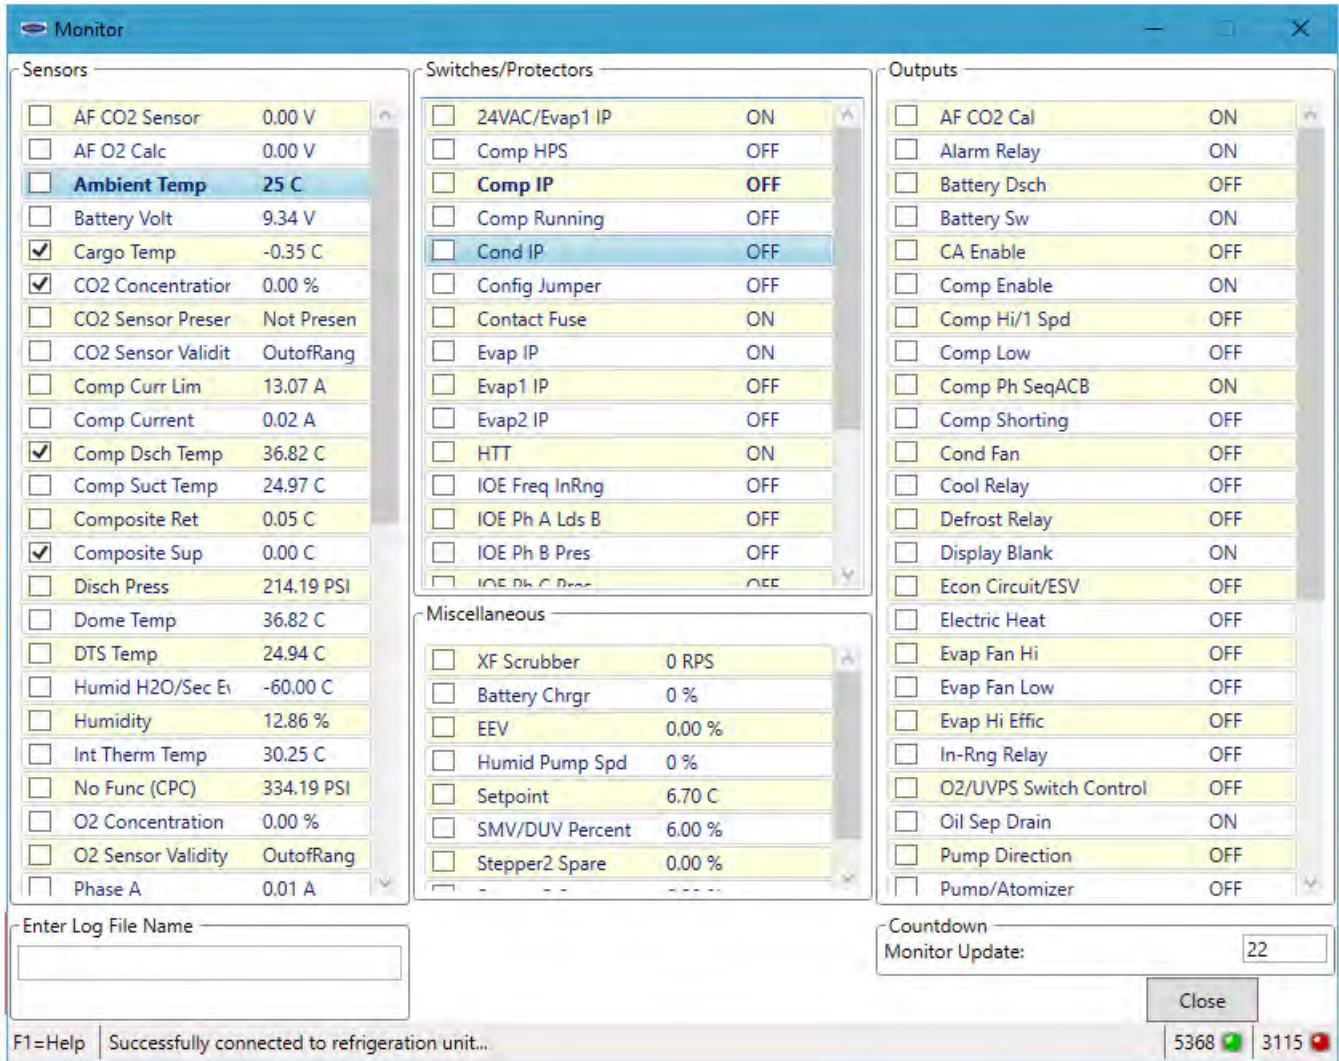 Monitor
Sensors
AF CO2 Sensor 0.00 V
AF O2 Calc 0.00 V
Ambient Temp 25 C
Battery Volt 9.34 V
Cargo Temp -0.35 C
CO2 Concentratior 0.00 %
CO2 Sensor Preser Not Presen
CO2 Sensor Validit OutofRang
Comp Curr Lim 13.07 A
Comp Current 0.02 A
Comp Dsch Temp 36.82 C
Comp Suct Temp 24.97 C
Composite Ret 0.05 C
Composite Sup 0.00 C
Disch Press 214.19 PSI
Dome Temp 36.82 C
DTS Temp 24.94 C
Humid H2O/Sec Ev -60.00 C
Humidity 12.86 %
Int Therm Temp 30.25 C
No Func (CPC) 334.19 PSI
O2 Concentration 0.00 %
O2 Sensor Validity OutofRang
Phase A 0.01 A
Switches/Protectors
24VAC/Evap1 IP ON
Comp HPS OFF
Comp IP OFF
Comp Running OFF
Cond IP OFF
Config Jumper OFF
Contact Fuse ON
Evap IP ON
Evap1 IP OFF
Evap2 IP OFF
HTT ON
IOE Freq InRng OFF
IOE Ph A Lds B OFF
IOE Ph B Pres OFF
IOE Ph C Pres OFF
Miscellaneous
XF Scrubber 0 RPS
Battery Chrgr 0 %
EEV 0.00 %
Humid Pump Spd 0 %
Setpoint 6.70 C
SMV/DUV Percent 6.00 %
Stepper2 Spare 0.00 %
Outputs
AF CO2 Cal ON
Alarm Relay ON
Battery Dsch OFF
Battery Sw ON
CA Enable OFF
Comp Enable ON
Comp Hi/1 Spd OFF
Comp Low OFF
Comp Ph SeqACB ON
Comp Shorting OFF
Cond Fan OFF
Cool Relay OFF
Defrost Relay OFF
Display Blank ON
Econ Circuit/ESV OFF
Electric Heat OFF
Evap Fan Hi OFF
Evap Fan Low OFF
Evap Hi Effic OFF
In-Rng Relay OFF
O2/UVPS Switch Control OFF
Oil Sep Drain ON
Pump Direction OFF
Pump/Atomizer OFF
Enter Log File Name
Countdown
Monitor Update: 22
Close
F1=Help Successfully connected to refrigeration unit... 5368 3115